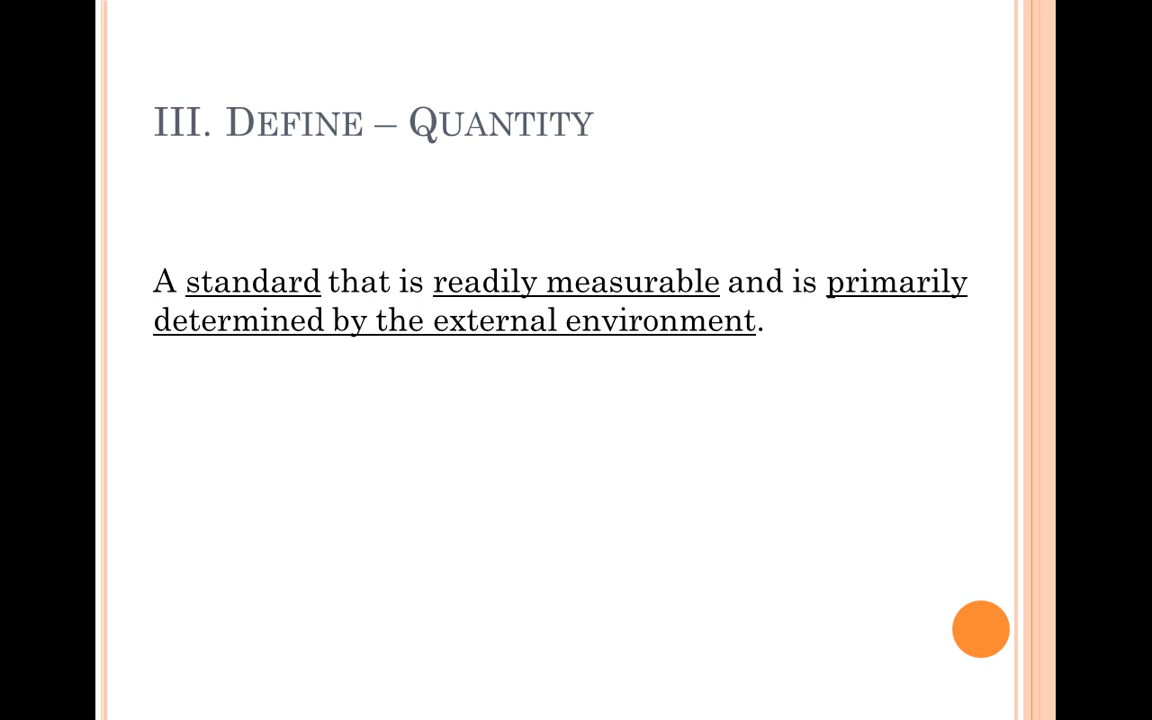 III. DEFINE – QUANTITY
A standard that is readily measurable and is primarily
determined by the external environment.